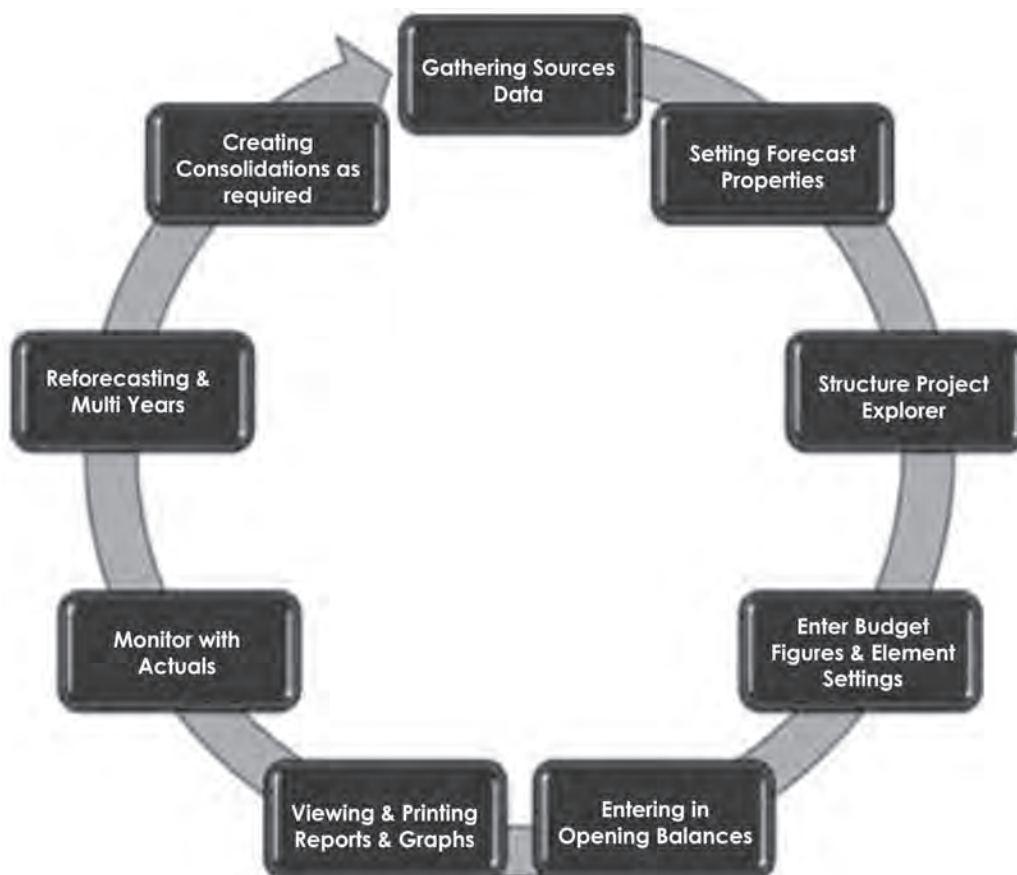 Gathering Sources
Data
Setting Forecast
Properties
Structure Project
Explorer
Enter Budget
Figures & Element
Settings
Entering in
Opening Balances
Viewing & Printing
Reports & Graphs
Monitor with
Actuals
Reforecasting &
Multi Years
Creating
Consolidations as
required